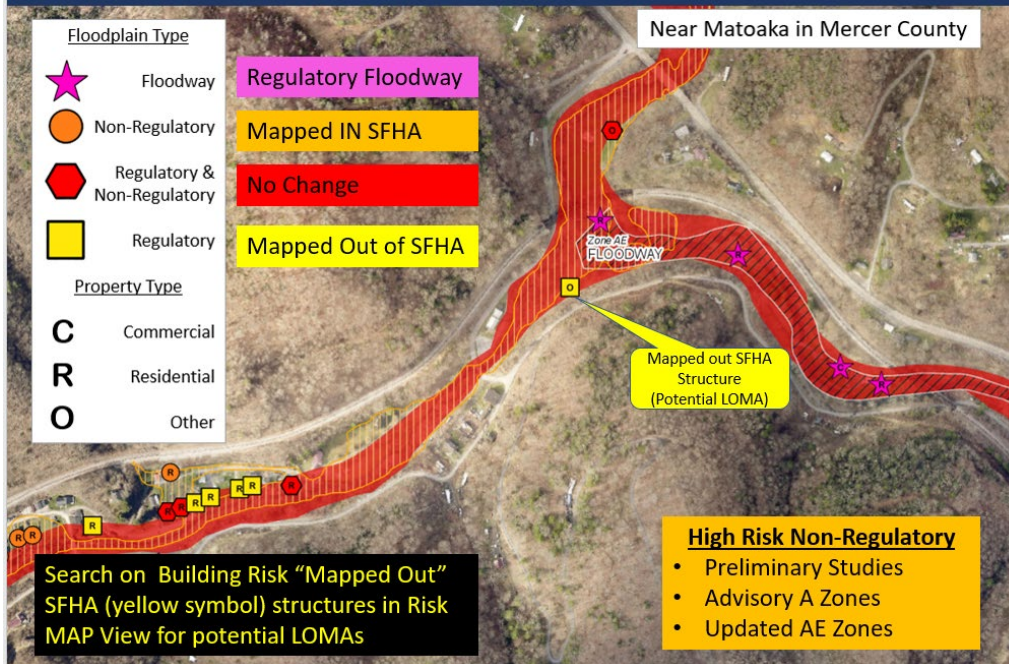 Near Matoaka in Mercer County
Floodplain Type
Floodway
Non-Regulatory
Regulatory &
Non-Regulatory
Regulatory
Property Type
C Commercial
R Residential
O Other
Regulatory Floodway
Mapped IN SFHA
No Change
Mapped Out of SFHA
O
R
Zone AE
FLOODWAY
R
O
Mapped out SFHA
Structure
(Potential LOMA)
C
R
R
R
R
R
R
R
R
R
R
R
R
R
Search on  Building Risk “Mapped Out”
SFHA (yellow symbol) structures in Risk
MAP View for potential LOMAs
High Risk Non-Regulatory
• Preliminary Studies
• Advisory A Zones
• Updated AE Zones